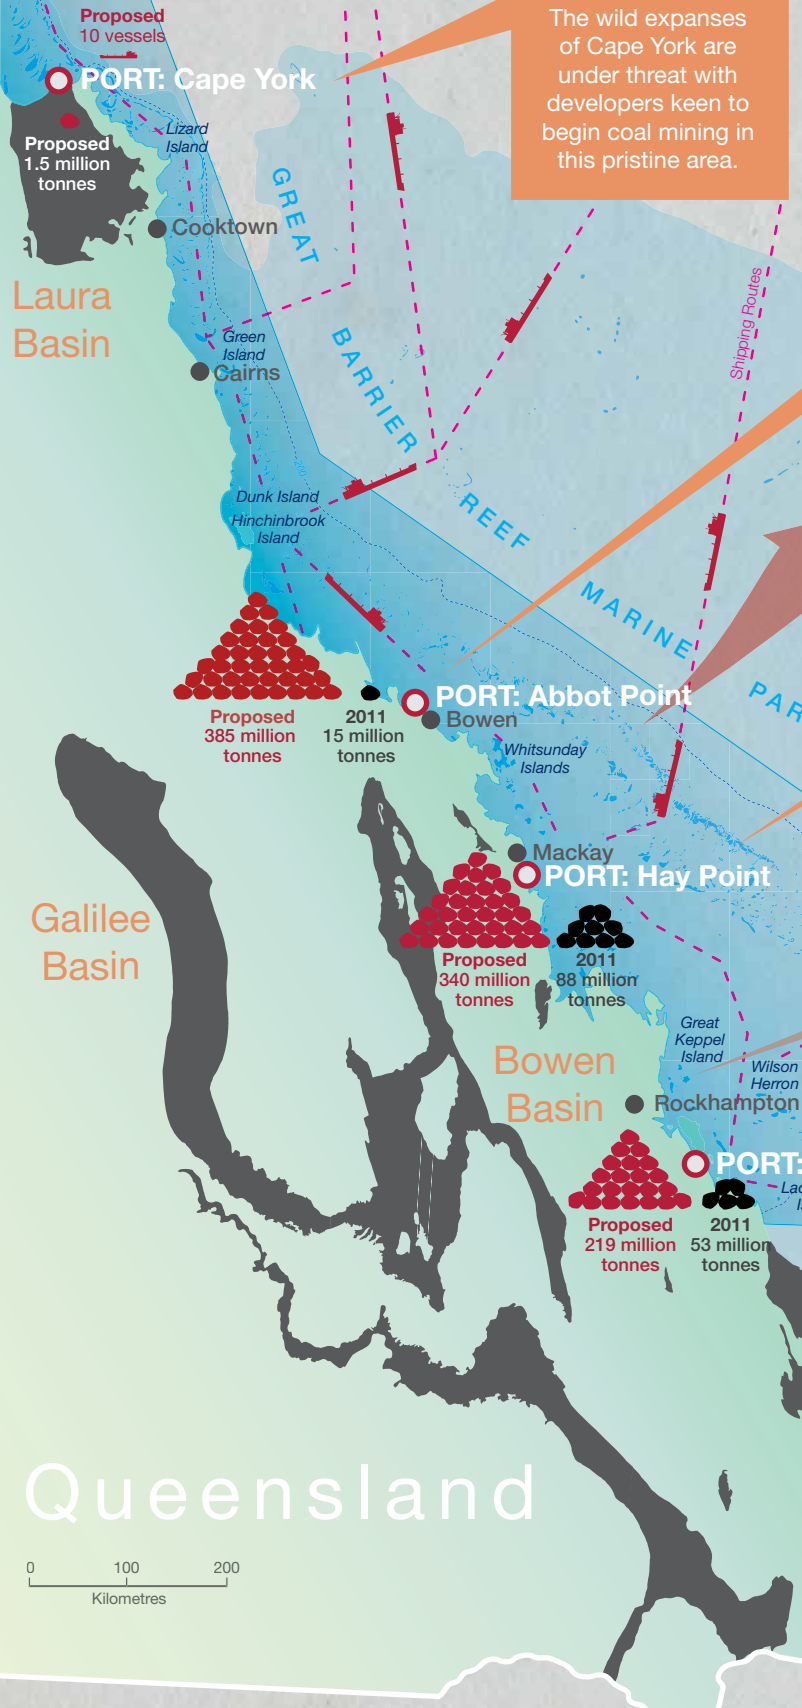 Proposed
10 vessels
PORT: Cape York
The wild expanses
of Cape York are
under threat with
developers keen to
begin coal mining in
this pristine area.
Proposed
1.5 million
tonnes
Lizard
Island
Cooktown
GREAT
BARRIER
REEF
MARINE
PAR
Laura
Basin
Shipping Routes
Green
Island
Cairns
200
Dunk Island
Hinchinbrook
Island
PORT: Abbot Point
Bowen
Proposed
385 million
tonnes
2011
15 million
tonnes
Whitsunday
Islands
Mackay
PORT: Hay Point
Galilee
Basin
Proposed
340 million
tonnes
2011
88 million
tonnes
Great
Keppel
Island
Bowen
Basin
Wilson
Herron
Rockhampton
PORT:
Lad
Proposed
219 million
tonnes
2011
53 million
tonnes
Queensland
0 100 200
Kilometres